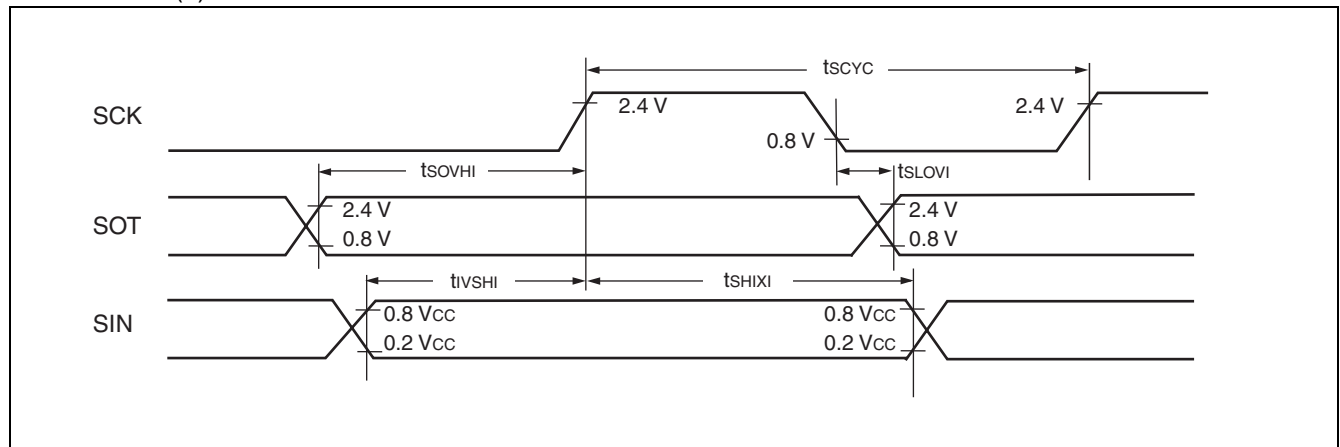 tSCYC
SCK
2.4 V
2.4 V
0.8 V
tSOVHI
tSLOVI
SOT
2.4 V
2.4 V
0.8 V
0.8 V
tIVSHI
tSHIXI
SIN
0.8 VCC
0.8 VCC
0.2 VCC
0.2 VCC